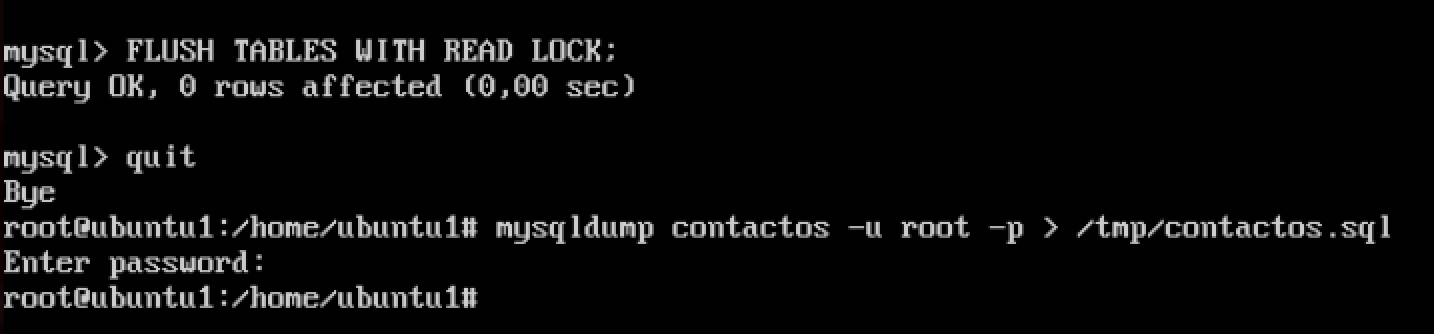 mysql> FLUSH TABLES WITH READ LOCK;
Query OK, 0 rows affected (0,00 sec)
mysql> quit
Bye
root@ubuntu1:/home/ubuntu1# mysqldump contactos -u root -p > /tmp/contactos.sql
Enter password:
root@ubuntu1:/home/ubuntu1#